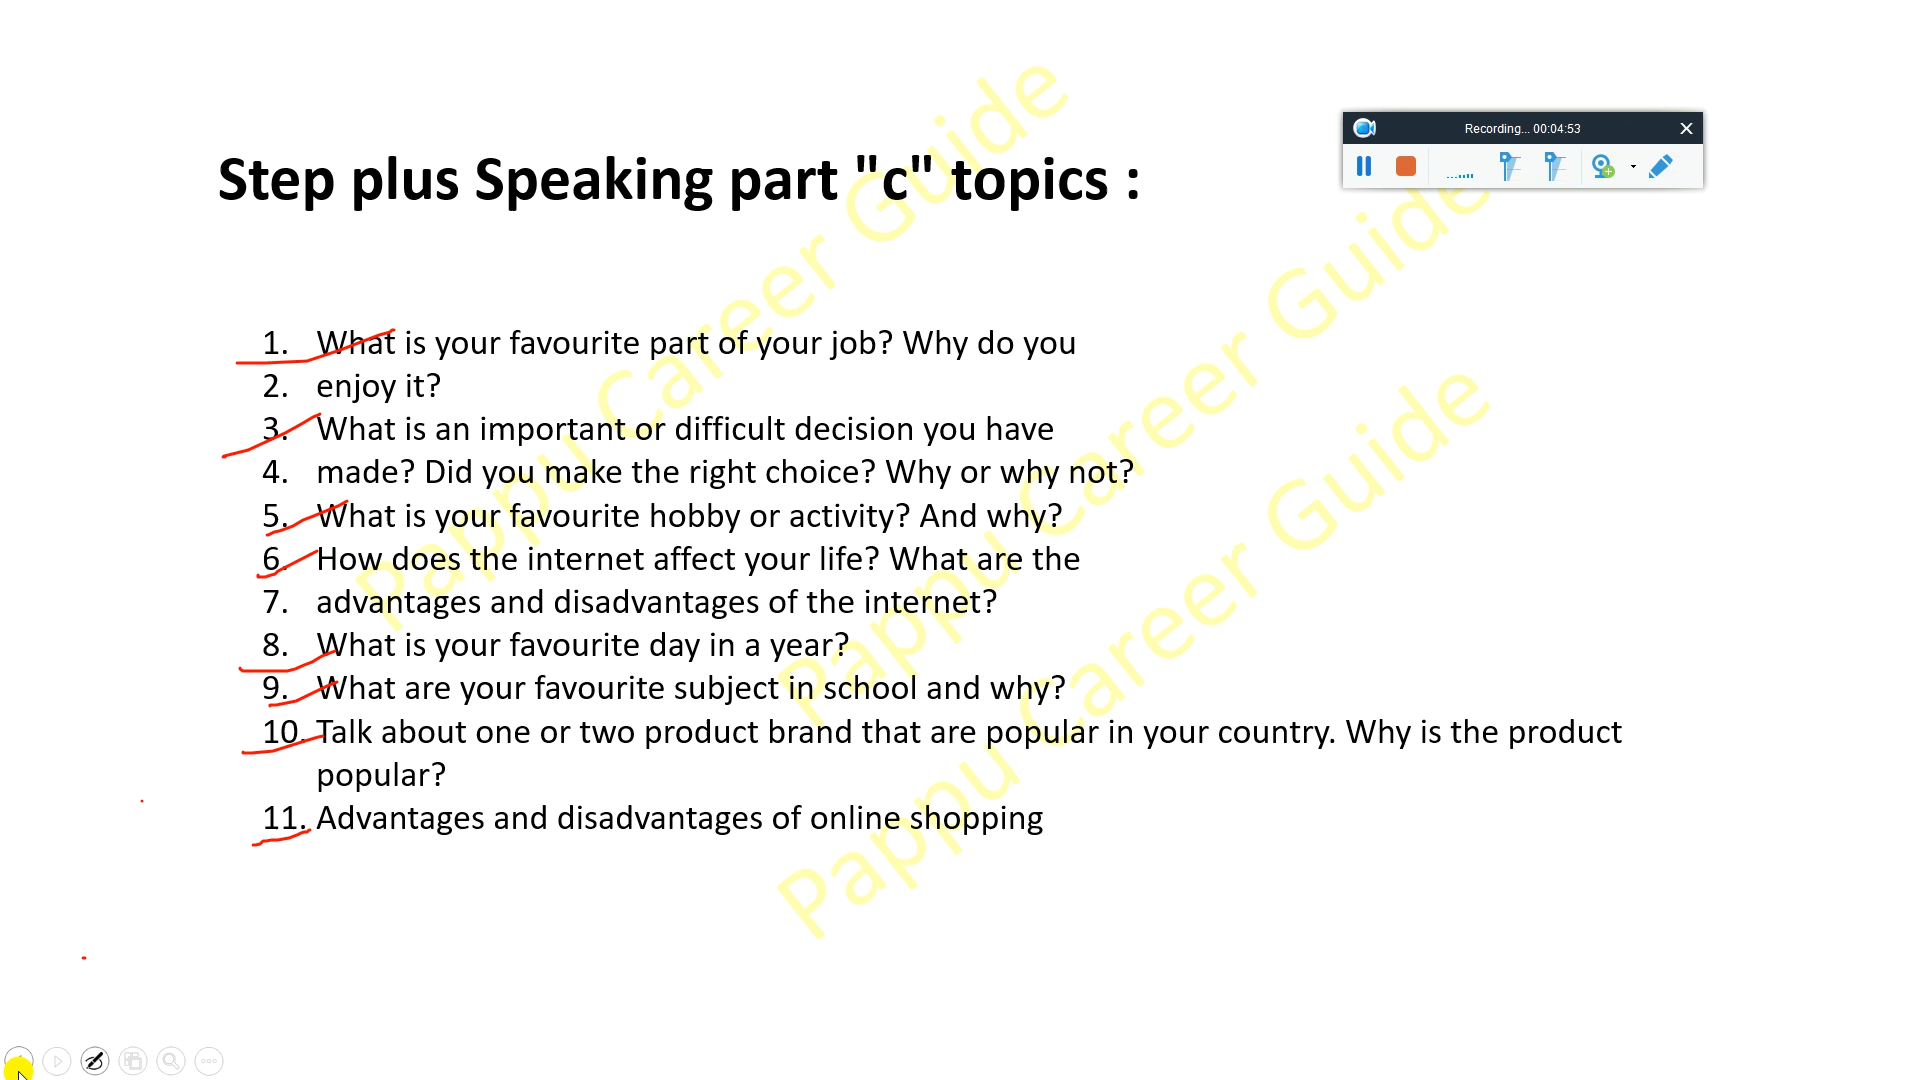 Step plus Speaking part "c" topics :
Recording... 00:04:53
1. What is your favourite part of your job? Why do you
2. enjoy it?
3. What is an important or difficult decision you have
4. made? Did you make the right choice? Why or why not?
5. What is your favourite hobby or activity? And why?
6. How does the internet affect your life? What are the
7. advantages and disadvantages of the internet?
8. What is your favourite day in a year?
9. What are your favourite subject in school and why?
10. Talk about one or two product brand that are popular in your country. Why is the product
popular?
11. Advantages and disadvantages of online shopping
Pappu Career Guide
Pappu Career Guide
Pappu Career Guide